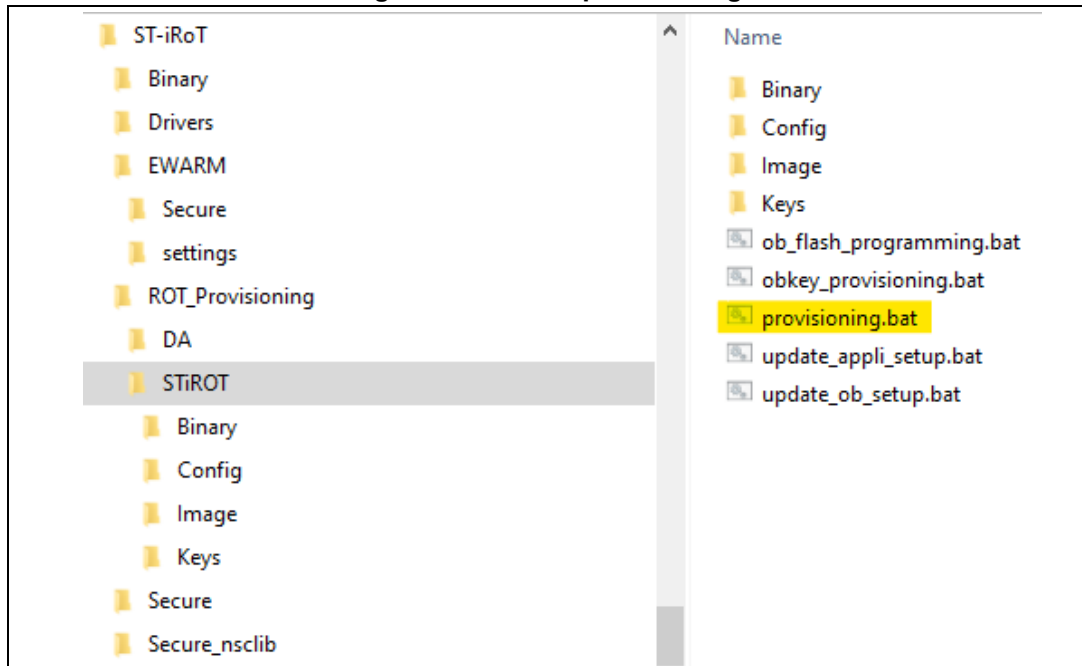 ST-iRoT
Binary
Drivers
EWARM
Secure
settings
ROT_Provisioning
DA
STiROT
Binary
Config
Image
Keys
Secure
Secure_nsclib
Name
Binary
Config
Image
Keys
ob_flash_programming.bat
obkey_provisioning.bat
provisioning.bat
update_appli_setup.bat
update_ob_setup.bat